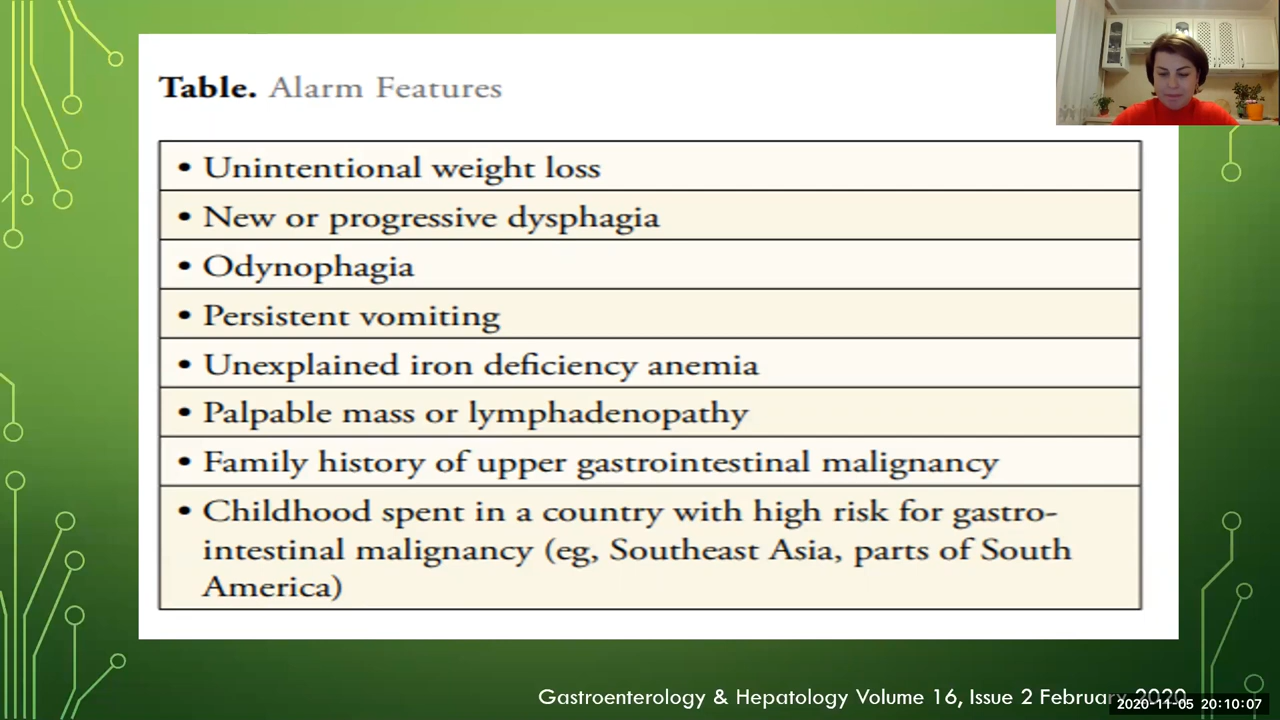 Table. Alarm Features
• Unintentional weight loss
• New or progressive dysphagia
• Odynophagia
• Persistent vomiting
• Unexplained iron deficiency anemia
• Palpable mass or lymphadenopathy
• Family history of upper gastrointestinal malignancy
• Childhood spent in a country with high risk for gastro-
intestinal malignancy (eg, Southeast Asia, parts of South
America)
Gastroenterology & Hepatology Volume 16, Issue 2 February 2020
2020-11-05 20:10:07